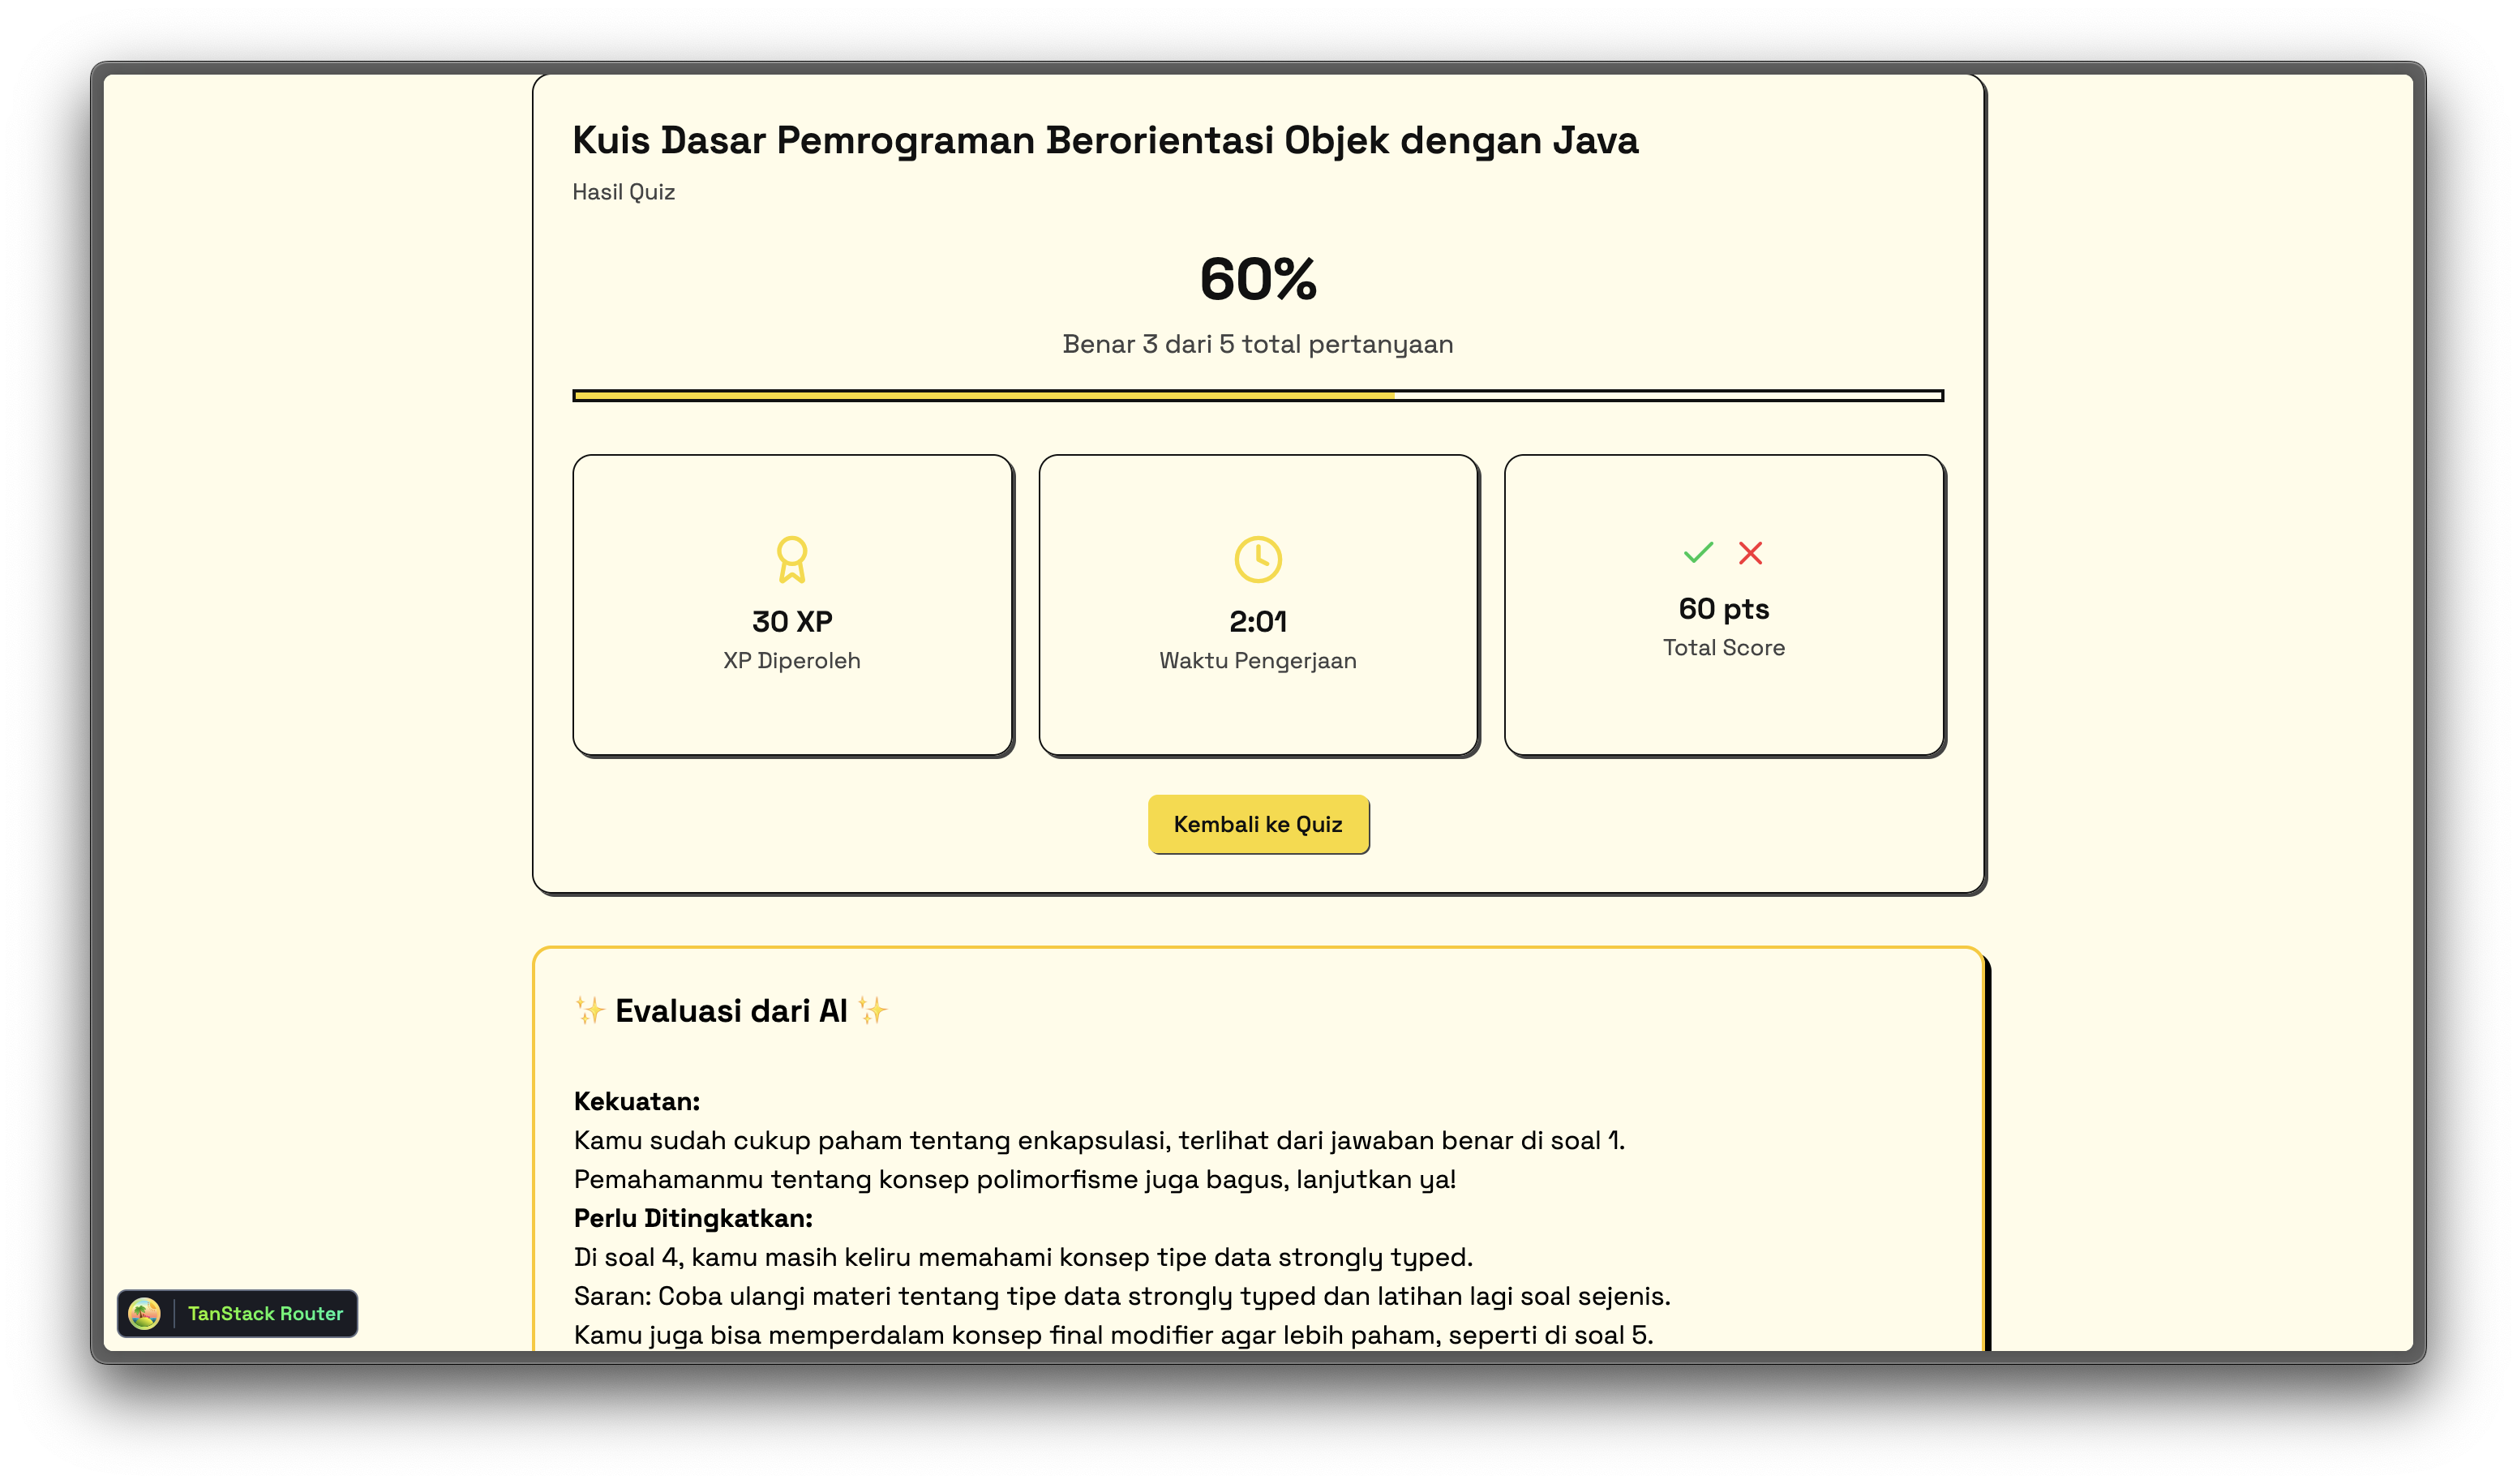 Kuis Dasar Pemrograman Berorientasi Objek dengan Java
Hasil Quiz
60%
Benar 3 dari 5 total pertanyaan
30 XP
XP Diperoleh
2:01
Waktu Pengerjaan
60 pts
Total Score
Kembali ke Quiz
✨ Evaluasi dari AI ✨
Kekuatan:
Kamu sudah cukup paham tentang enkapsulasi, terlihat dari jawaban benar di soal 1.
Pemahamanmu tentang konsep polimorfisme juga bagus, lanjutkan ya!
Perlu Ditingkatkan:
Di soal 4, kamu masih keliru memahami konsep tipe data strongly typed.
Saran: Coba ulangi materi tentang tipe data strongly typed dan latihan lagi soal sejenis.
Kamu juga bisa memperdalam konsep final modifier agar lebih paham, seperti di soal 5.
TanStack Router